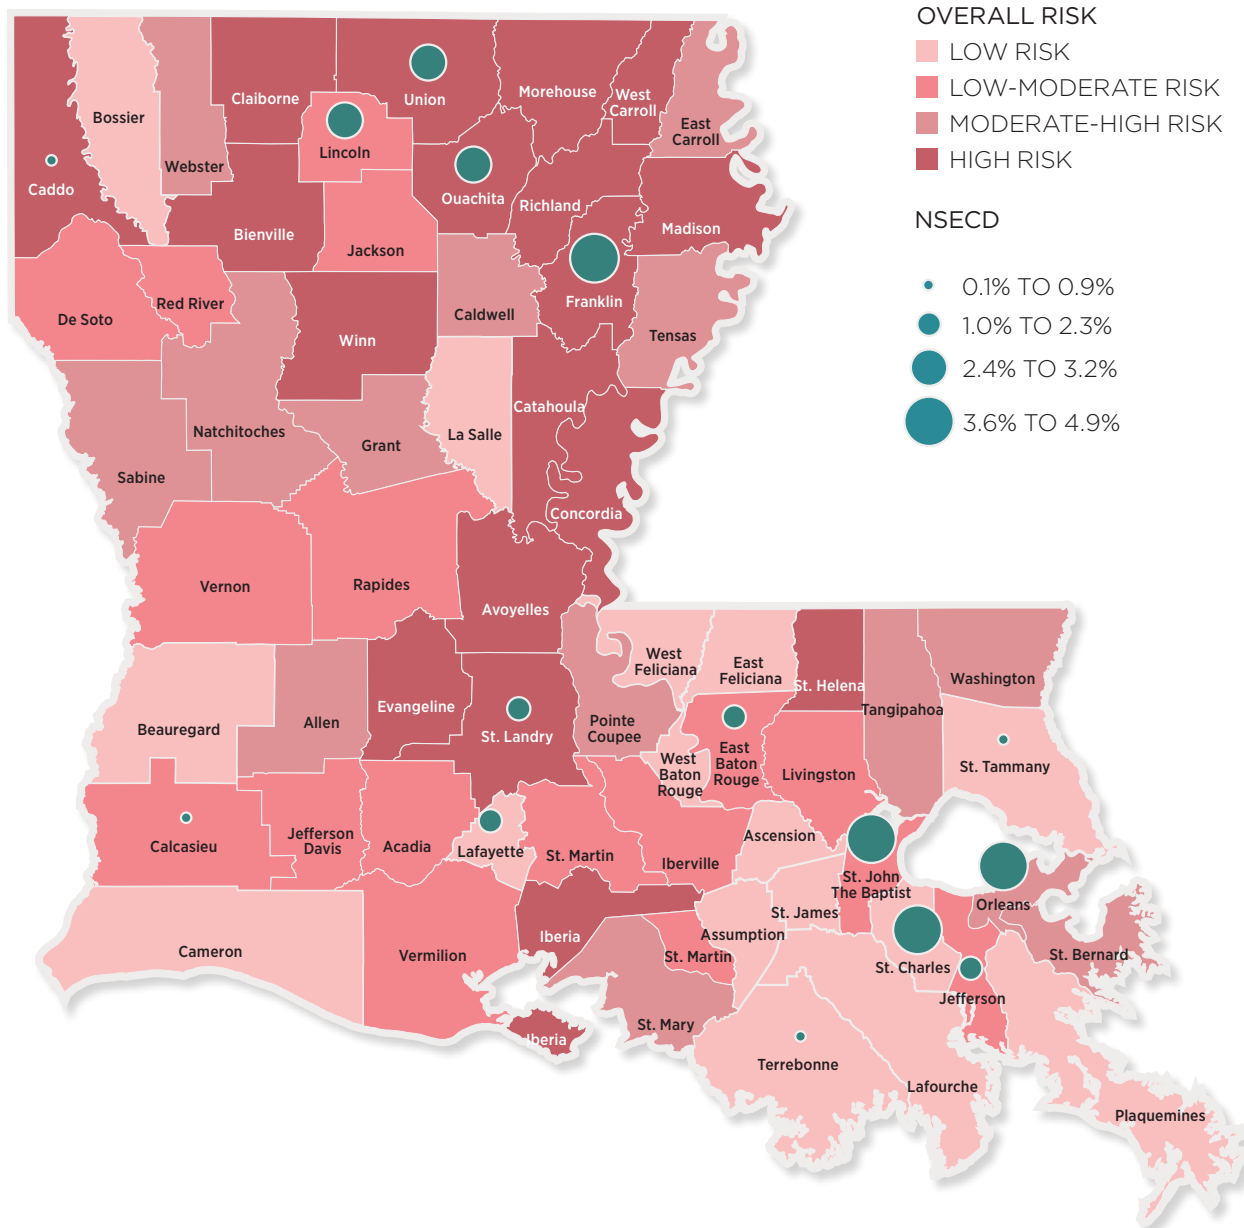 OVERALL RISK
LOW RISK
LOW-MODERATE RISK
MODERATE-HIGH RISK
HIGH RISK
NSECD
0.1% TO 0.9%
1.0% TO 2.3%
2.4% TO 3.2%
3.6% TO 4.9%
Caddo
Bossier
Webster
Claiborne
Union
Lincoln
Morehouse
West
Carroll
East
Carroll
Ouachita
Richland
Madison
Bienville
Jackson
Franklin
De Soto
Red River
Winn
Caldwell
Tensas
Natchitoches
Grant
La Salle
Catahoula
Sabine
Concordia
Vernon
Rapides
Avoyelles
Beauregard
Allen
Evangeline
St. Landry
Pointe
Coupee
West
Feliciana
East
Feliciana
St. Helena
Tangipahoa
Washington
West
Baton
Rouge
East
Baton
Rouge
Livingston
St. Tammany
Calcasieu
Jefferson
Davis
Acadia
Lafayette
St. Martin
Iberville
Ascension
St. John
The Baptist
St. James
Orleans
Cameron
Vermilion
Iberia
Assumption
St. Martin
St. Charles
St. Bernard
Jefferson
St. Mary
Iberia
Terrebonne
Lafourche
Plaquemines